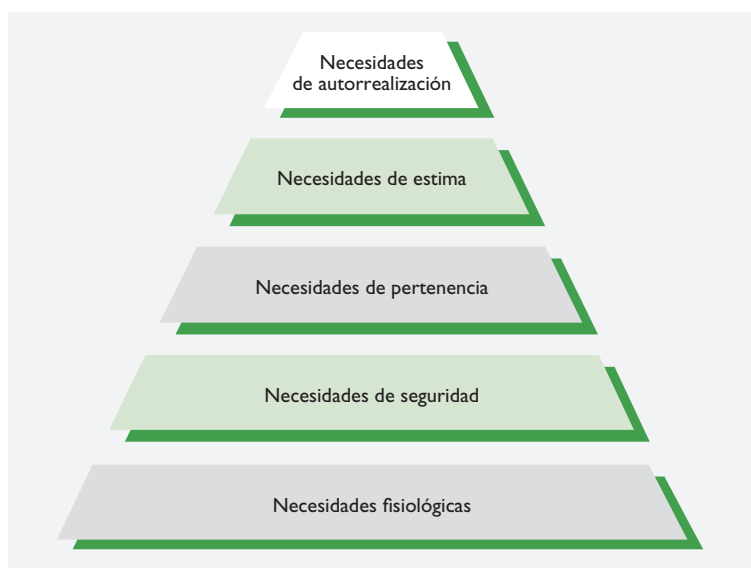 Necesidades
de autorrealización
Necesidades de estima
Necesidades de pertenencia
Necesidades de seguridad
Necesidades fisiológicas